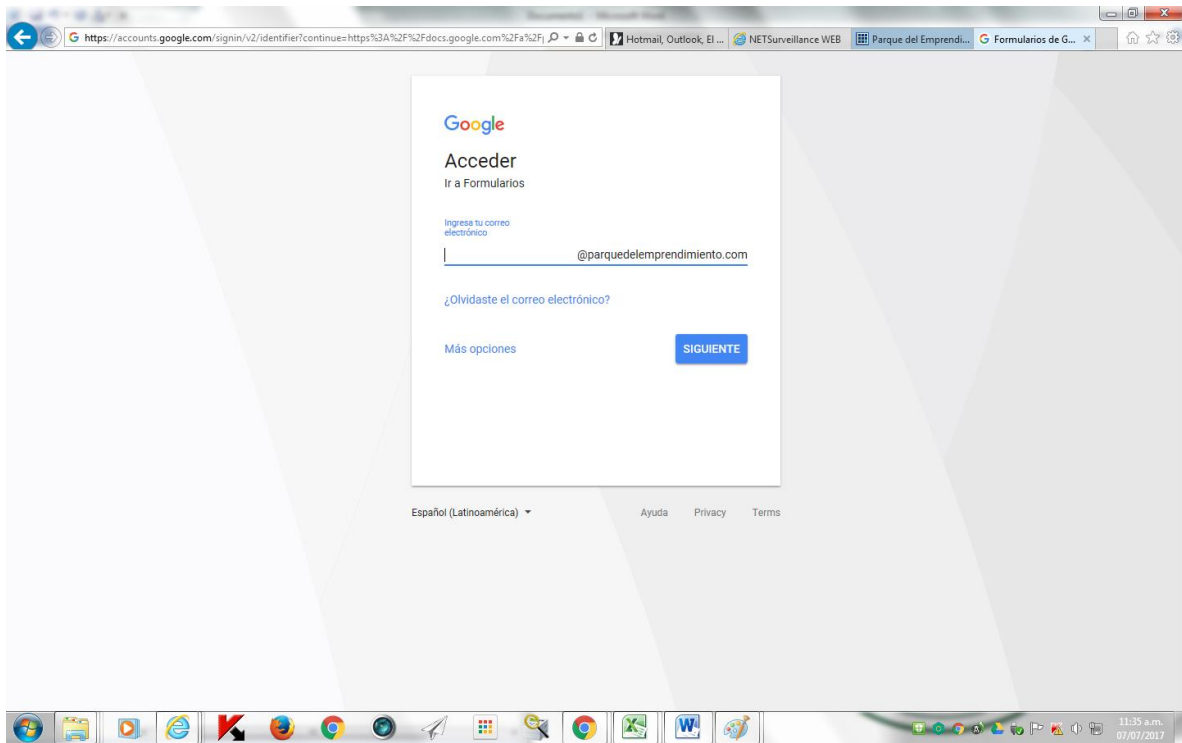 https://accounts.google.com/signin/v2/identifier?continue=https%3A%2F%2Fdocs.google.com%2Fa%2F
Hotmail, Outlook, El ...
NETSurveillance WEB
Parque del Emprendi...
Formularios de G...
Google
Acceder
Ir a Formularios
Ingresa tu correo
electrónico
@parquedelemprendimiento.com
¿Olvidaste el correo electrónico?
Más opciones
SIGUIENTE
Español (Latinoamérica)
Ayuda
Privacy
Terms
11:35 a.m.
07/07/2017